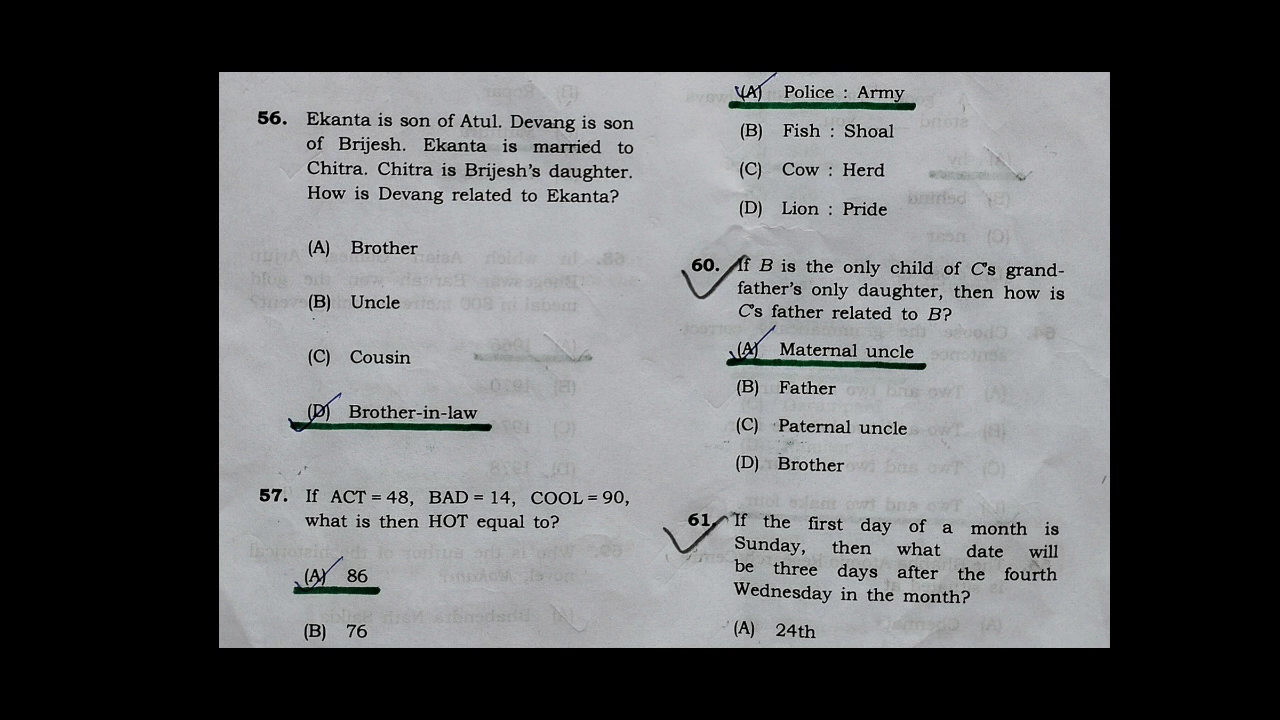 56. Ekanta is son of Atul. Devang is son
of Brijesh. Ekanta is married to
Chitra. Chitra is Brijesh's daughter.
How is Devang related to Ekanta?
(A) Brother
(B) Uncle
(C) Cousin
(D) Brother-in-law
57. If ACT = 48, BAD = 14, COOL = 90,
what is then HOT equal to?
(A) 86
(B) 76
(A) Police : Army
(B) Fish : Shoal
(C) Cow : Herd
(D) Lion : Pride
60. If B is the only child of C's grand-
father's only daughter, then how is
C's father related to B?
(A) Maternal uncle
(B) Father
(C) Paternal uncle
(D) Brother
61. If the first day of a month is
Sunday, then what date will
be three days after the fourth
Wednesday in the month?
(A) 24th